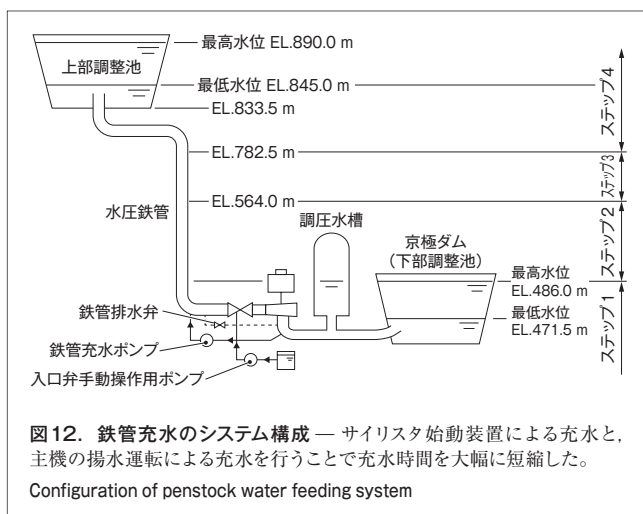 最高水位 EL.890.0 m
上部調整池
最低水位 EL.845.0 m
EL.833.5 m
ステップ4
EL.782.5 m
ステップ3
EL.564.0 m
水圧鉄管
調圧水槽
ステップ2
京極ダム
（下部調整池）
最高水位
EL.486.0 m
鉄管排水弁
最低水位
EL.471.5 m
ステップ1
鉄管充水ポンプ
入口弁手動操作用ポンプ
図12．鉄管充水のシステム構成 — サイリスタ始動装置による充水と，
主機の揚水運転による充水を行うことで充水時間を大幅に短縮した。
Configuration of penstock water feeding system